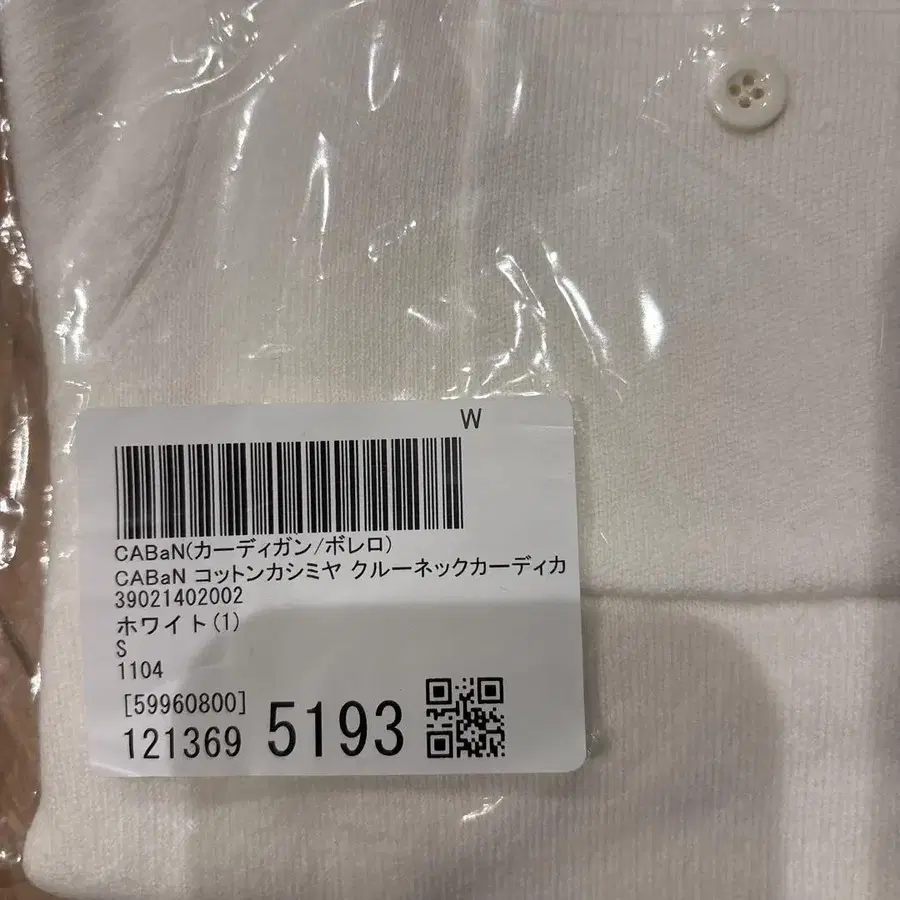 W
CABaN(カーディガン/ボレロ)
CABaN コットンカシミヤ クルーネックカーディカ
39021402002
ホワイト(1)
S
1104
[59960800]
121369 5193